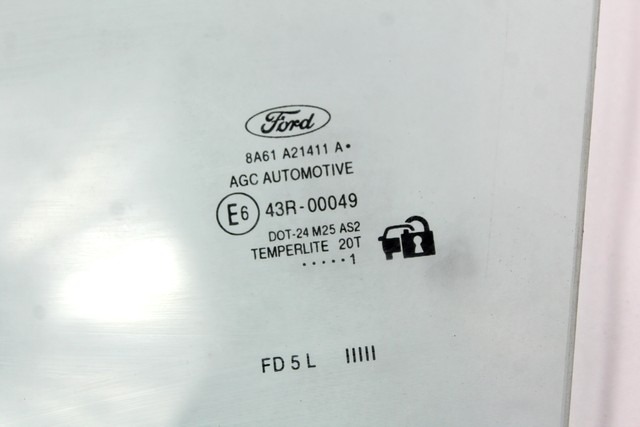 Ford
8A61 A21411 A•
AGC AUTOMOTIVE
E6 43R-00049
DOT-24 M25 AS2
TEMPERLITE 20T
•••••1
FD 5 L IIIII